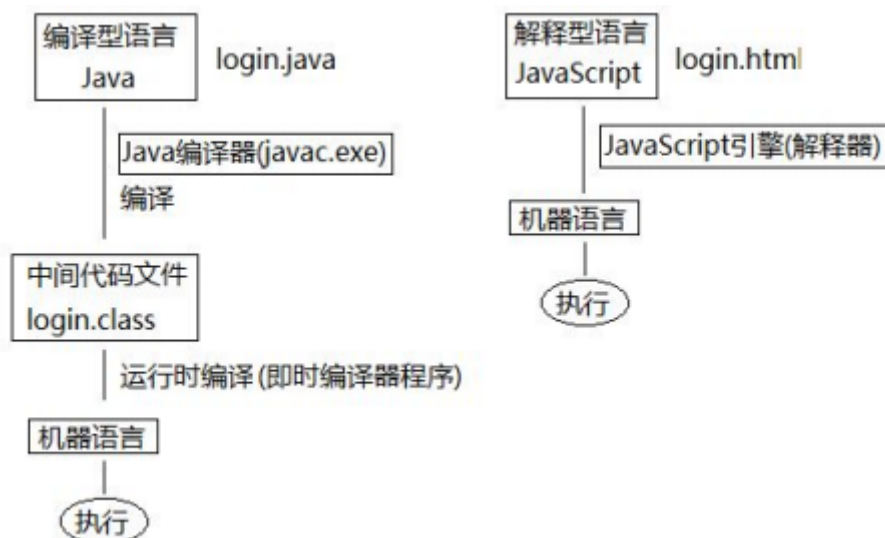 编译型语言
Java
login.java
Java编译器(javac.exe)
编译
中间代码文件
login.class
运行时编译(即时编译器程序)
机器语言
执行
解释型语言
JavaScript
login.html
JavaScript引擎(解释器)
机器语言
执行